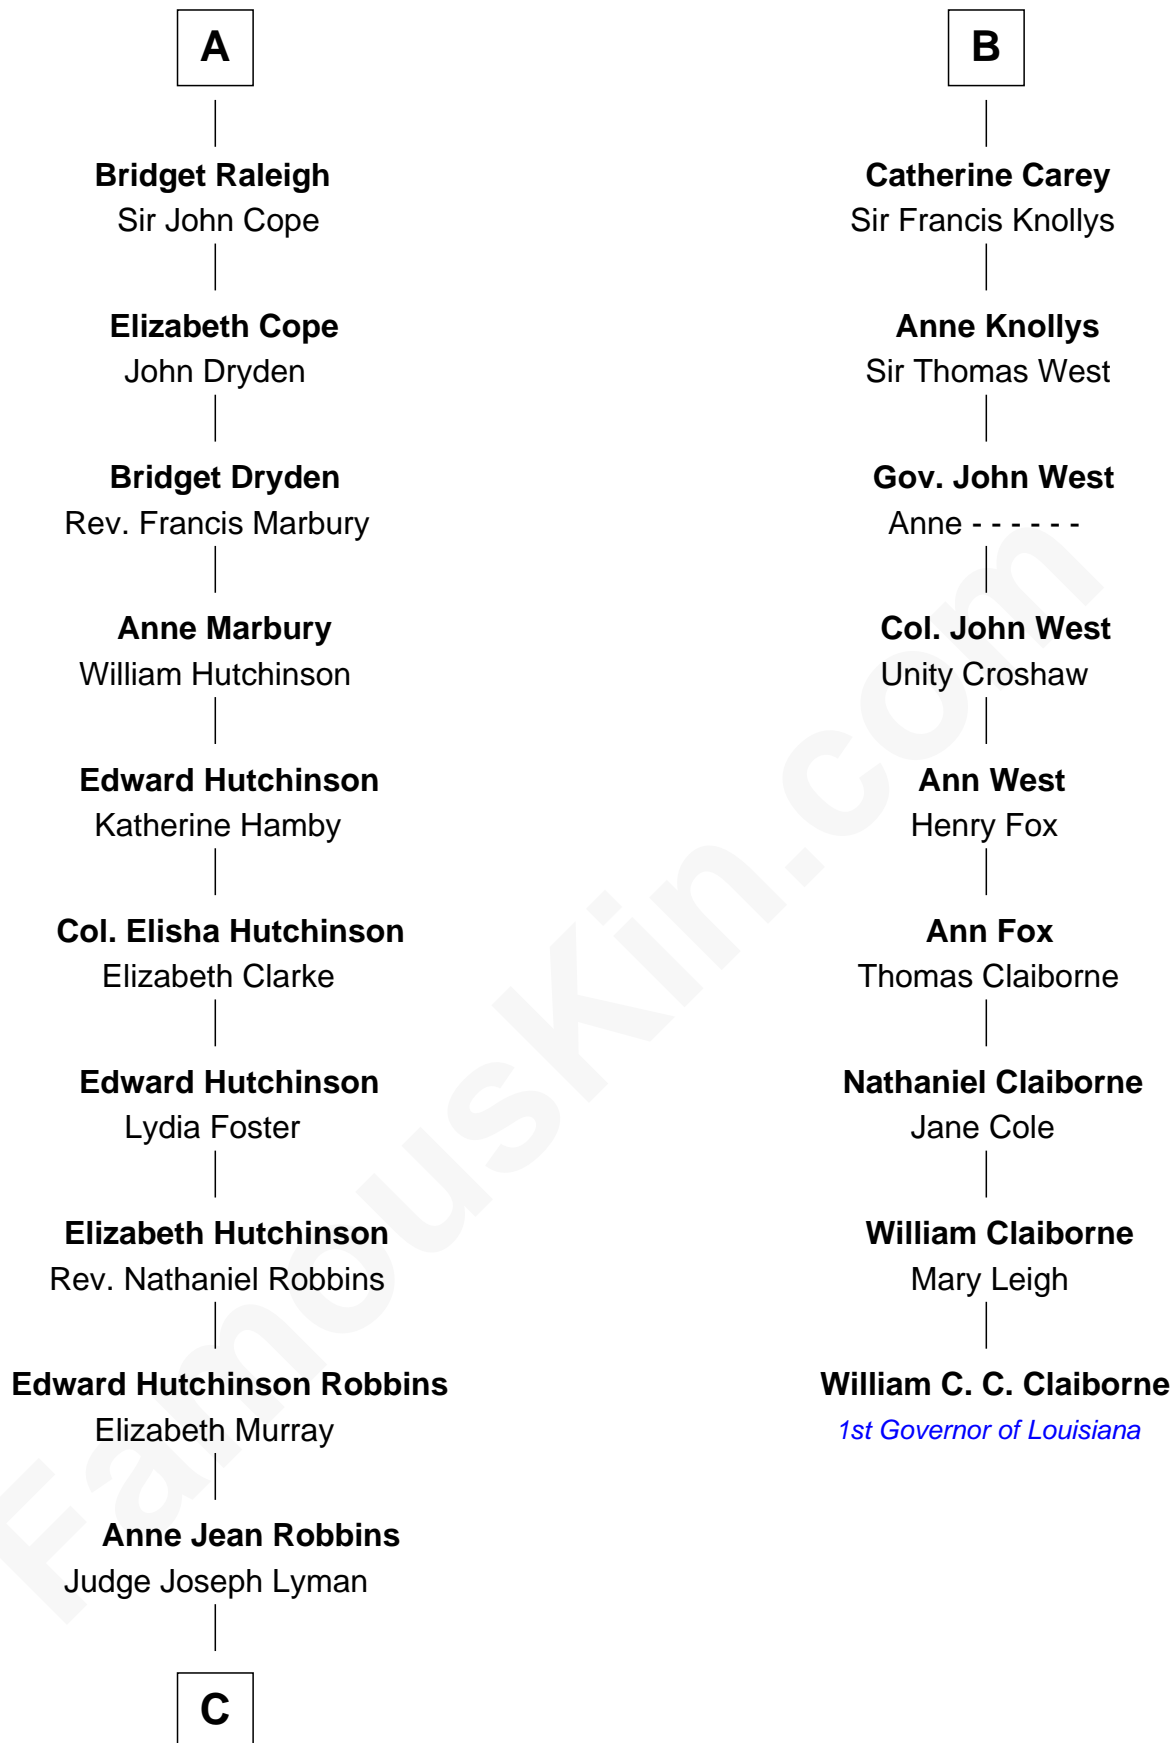 A
Bridget Raleigh
Sir John Cope
Elizabeth Cope
John Dryden
Bridget Dryden
Rev. Francis Marbury
Anne Marbury
William Hutchinson
Edward Hutchinson
Katherine Hamby
Col. Elisha Hutchinson
Elizabeth Clarke
Edward Hutchinson
Lydia Foster
Elizabeth Hutchinson
Rev. Nathaniel Robbins
Edward Hutchinson Robbins
Elizabeth Murray
Anne Jean Robbins
Judge Joseph Lyman
C
B
Catherine Carey
Sir Francis Knollys
Anne Knollys
Sir Thomas West
Gov. John West
Anne - - - - - -
Col. John West
Unity Croshaw
Ann West
Henry Fox
Ann Fox
Thomas Claiborne
Nathaniel Claiborne
Jane Cole
William Claiborne
Mary Leigh
William C. C. Claiborne
1st Governor of Louisiana
FamousKin.com